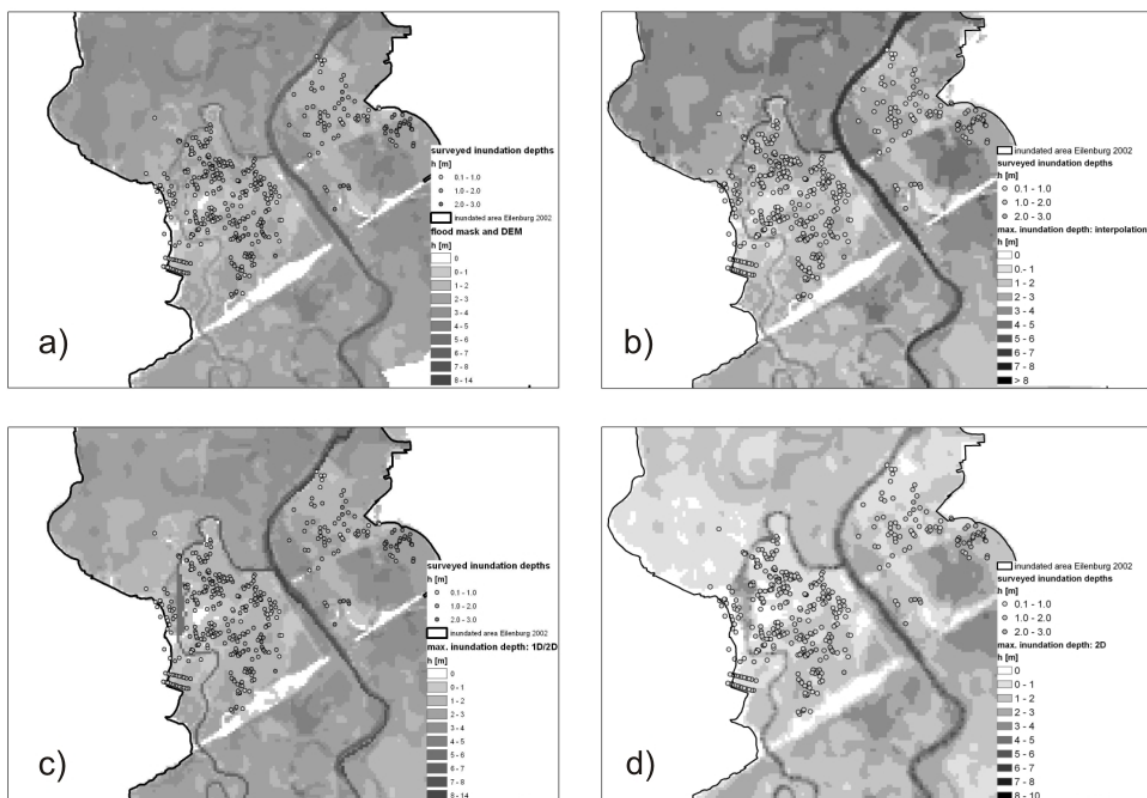 surveyed inundation depths
h [m]
0.1 - 1.0
1.0 - 2.0
2.0 - 3.0
inundated area Eilenburg 2002
flood mask and DEM
h [m]
0
0 - 1
1 - 2
2 - 3
3 - 4
4 - 5
5 - 6
6 - 7
7 - 8
8 - 14
a)
inundated area Eilenburg 2002
surveyed inundation depths
h [m]
0.1 - 1.0
1.0 - 2.0
2.0 - 3.0
max. inundation depth: interpolation
h [m]
0
0 - 1
1 - 2
2 - 3
3 - 4
4 - 5
5 - 6
6 - 7
7 - 8
> 8
b)
surveyed inundation depths
h [m]
0.1 - 1.0
1.0 - 2.0
2.0 - 3.0
inundated area Eilenburg 2002
max. inundation depth: 1D/2D
h [m]
0
0 - 1
1 - 2
2 - 3
3 - 4
4 - 5
5 - 6
6 - 7
7 - 8
8 - 14
c)
inundated area Eilenburg 2002
surveyed inundation depths
h [m]
0.1 - 1.0
1.0 - 2.0
2.0 - 3.0
max. inundation depth: 2D
h [m]
0
0 - 1
1 - 2
2 - 3
3 - 4
4 - 5
5 - 6
6 - 7
7 - 8
8 - 10
d)